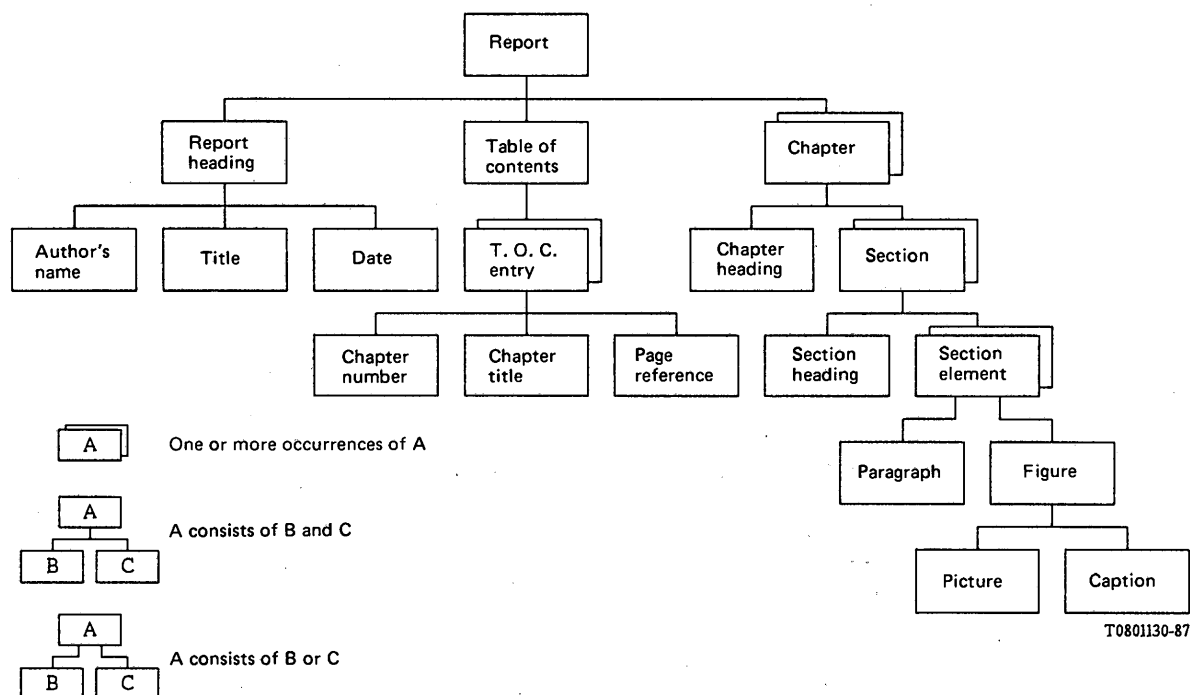 Report
Report
heading
Table of
contents
Chapter
Author's
name
Title
Date
T. O. C.
entry
Chapter
heading
Section
Chapter
number
Chapter
title
Page
reference
Section
heading
Section
element
A
One or more occurrences of A
Paragraph
Figure
A
A consists of B and C
B
C
Picture
Caption
T0801130-87
A
A consists of B or C
B
C